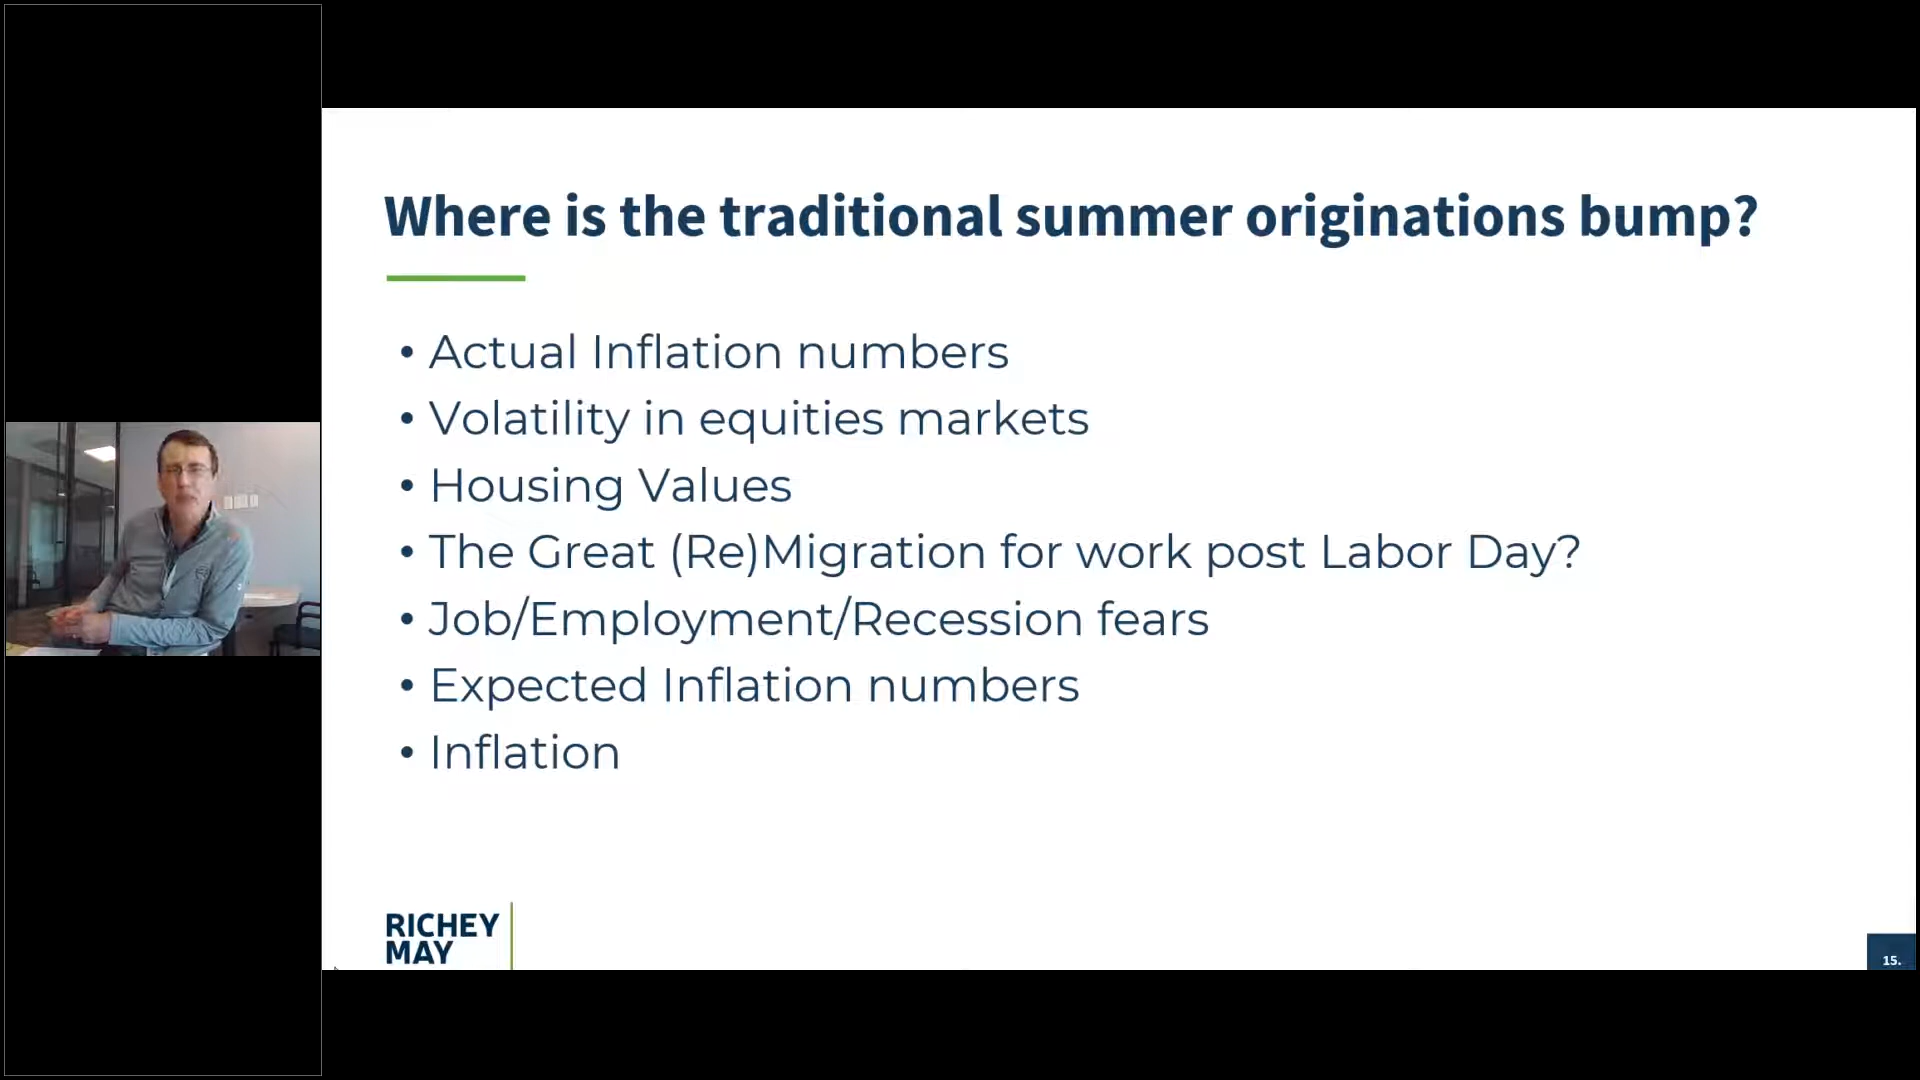 Where is the traditional summer originations bump?
• Actual Inflation numbers
• Volatility in equities markets
• Housing Values
• The Great (Re)Migration for work post Labor Day?
• Job/Employment/Recession fears
• Expected Inflation numbers
• Inflation
RICHEY
MAY
15.